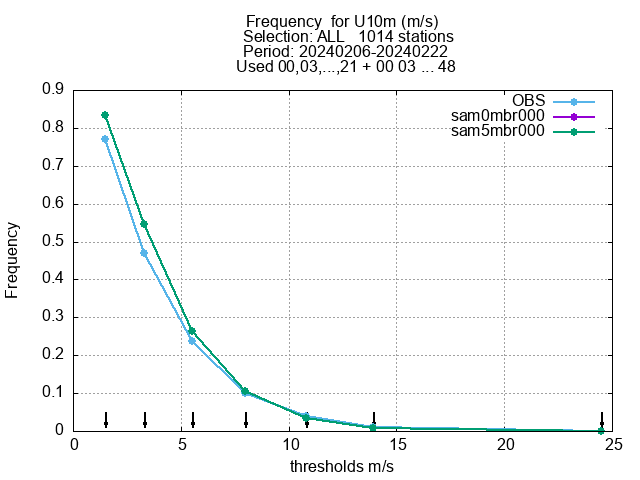 Frequency  for U10m (m/s)
Selection: ALL   1014 stations
Period: 20240206-20240222
Used 00,03,...,21 + 00 03 ... 48
OBS
sam0mbr000
sam5mbr000
Frequency
0.9
0.8
0.7
0.6
0.5
0.4
0.3
0.2
0.1
0
0 5 10 15 20 25
thresholds m/s